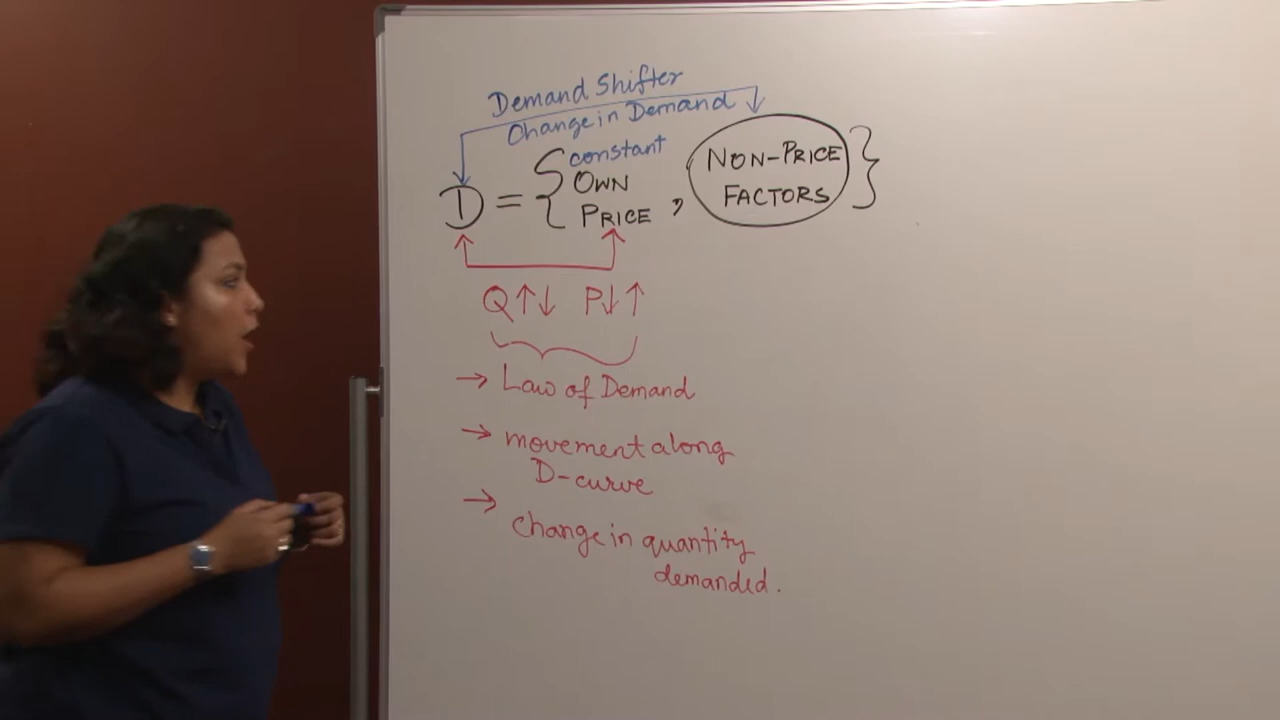 Demand Shifter
Change in Demand
constant
D = { OWN PRICE , NON-PRICE FACTORS }
Q↑↓ P↓↑
→ Law of Demand
→ movement along
D-curve
→ change in quantity
demanded.